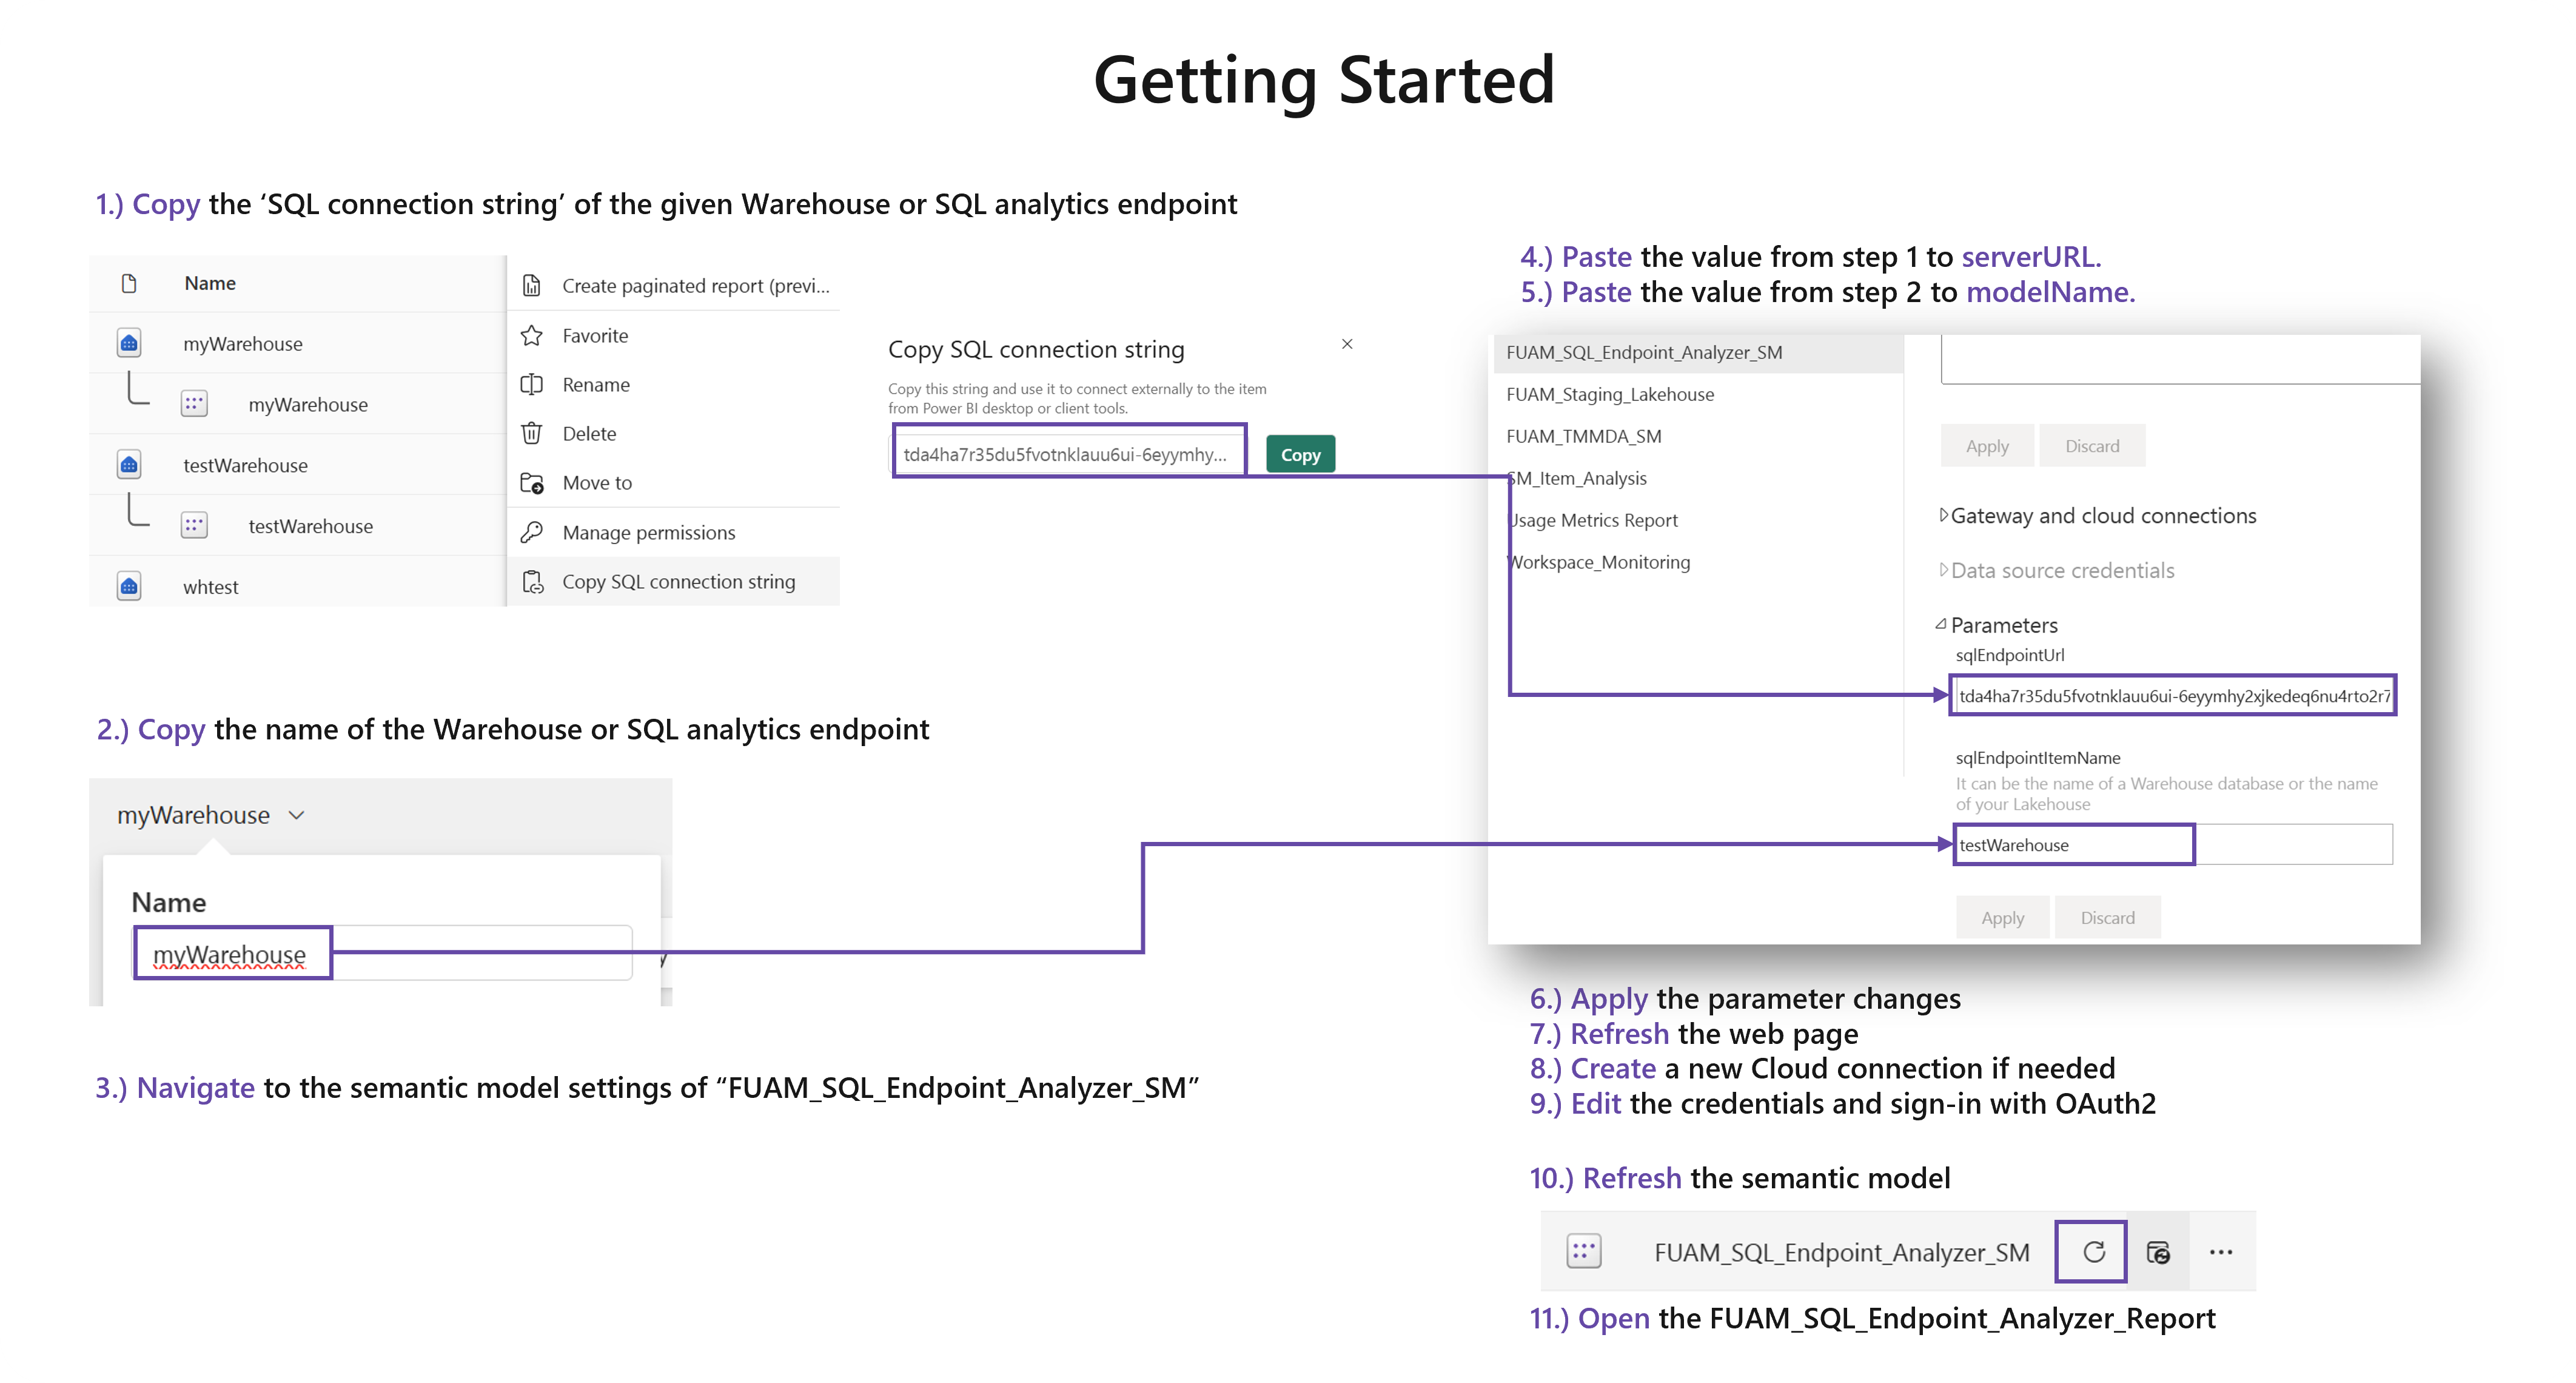 Getting Started
1.) Copy the ‘SQL connection string’ of the given Warehouse or SQL analytics endpoint
Name
myWarehouse
myWarehouse
testWarehouse
testWarehouse
whtest
Create paginated report (previ...
Favorite
Rename
Delete
Move to
Manage permissions
Copy SQL connection string
Copy SQL connection string
Copy this string and use it to connect externally to the item
from Power BI desktop or client tools.
tda4ha7r35du5fvotnklauu6ui-6eyymhy...
Copy
2.) Copy the name of the Warehouse or SQL analytics endpoint
myWarehouse
Name
myWarehouse
3.) Navigate to the semantic model settings of “FUAM_SQL_Endpoint_Analyzer_SM”
4.) Paste the value from step 1 to serverURL.
5.) Paste the value from step 2 to modelName.
FUAM_SQL_Endpoint_Analyzer_SM
FUAM_Staging_Lakehouse
FUAM_TMMDA_SM
SM_Item_Analysis
Usage Metrics Report
Workspace_Monitoring
Apply Discard
Gateway and cloud connections
Data source credentials
Parameters
sqlEndpointUrl
tda4ha7r35du5fvotnklauu6ui-6eyymhy2xjkedeq6nu4rto2r7
sqlEndpointItemName
It can be the name of a Warehouse database or the name
of your Lakehouse
testWarehouse
Apply Discard
6.) Apply the parameter changes
7.) Refresh the web page
8.) Create a new Cloud connection if needed
9.) Edit the credentials and sign-in with OAuth2
10.) Refresh the semantic model
FUAM_SQL_Endpoint_Analyzer_SM
11.) Open the FUAM_SQL_Endpoint_Analyzer_Report